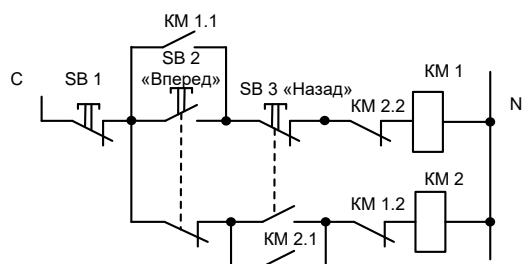 КМ 1.1
SB 2
«Вперед»
C
SB 1
SB 3 «Назад»
КМ 1
КМ 2.2
N
КМ 2
КМ 1.2
КМ 2.1